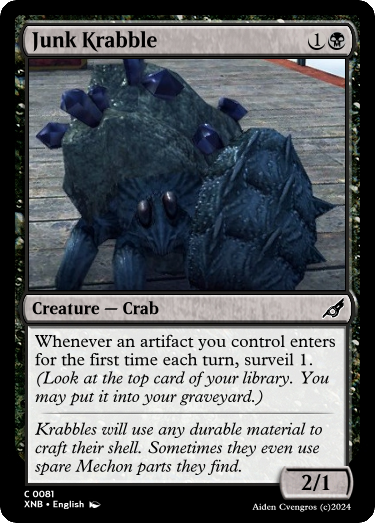 Junk Krabble 1
Creature — Crab
Whenever an artifact you control enters
for the first time each turn, surveil 1.
(Look at the top card of your library. You
may put it into your graveyard.)
Krabbles will use any durable material to
craft their shell. Sometimes they even use
spare Mechon parts they find.
2/1
C 0081
XNB • English
Aiden Cvengros (c)2024